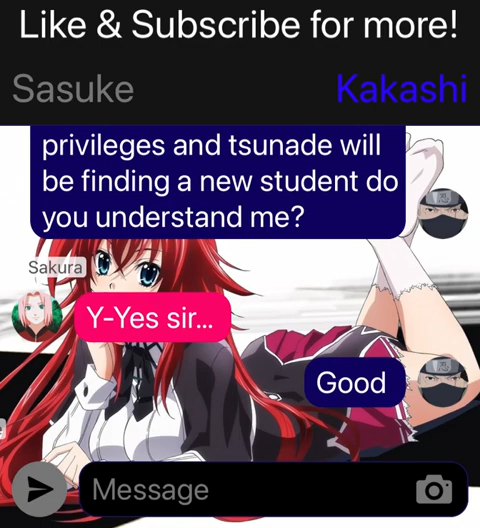 Like & Subscribe for more!
Sasuke Kakashi
privileges and tsunade will
be finding a new student do
you understand me?
Sakura
Y-Yes sir...
Good
Message